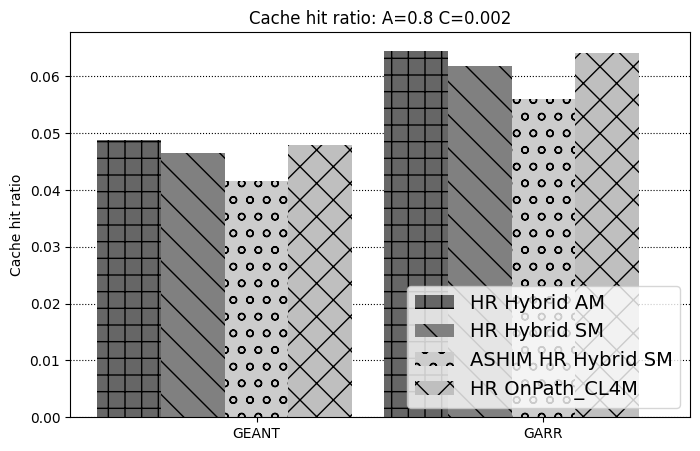 Cache hit ratio: A=0.8 C=0.002
Cache hit ratio
0.06
0.05
0.04
0.03
0.02
0.01
0.00
GEANT
GARR
HR Hybrid AM
HR Hybrid SM
ASHIM HR Hybrid SM
HR OnPath_CL4M